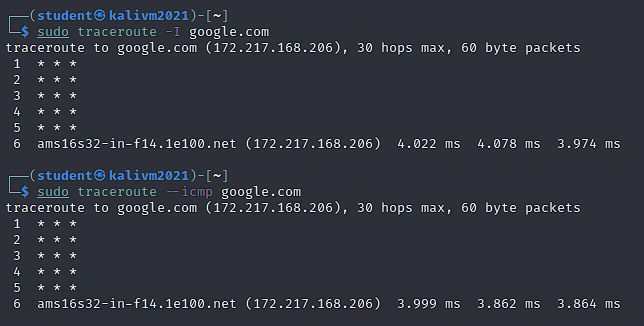 ┌──(student㉿kalivm2021)-[~]
└─$ sudo traceroute -I google.com
traceroute to google.com (172.217.168.206), 30 hops max, 60 byte packets
1 * * *
2 * * *
3 * * *
4 * * *
5 * * *
6 ams16s32-in-f14.1e100.net (172.217.168.206) 4.022 ms 4.078 ms 3.974 ms
┌──(student㉿kalivm2021)-[~]
└─$ sudo traceroute --icmp google.com
traceroute to google.com (172.217.168.206), 30 hops max, 60 byte packets
1 * * *
2 * * *
3 * * *
4 * * *
5 * * *
6 ams16s32-in-f14.1e100.net (172.217.168.206) 3.999 ms 3.862 ms 3.864 ms